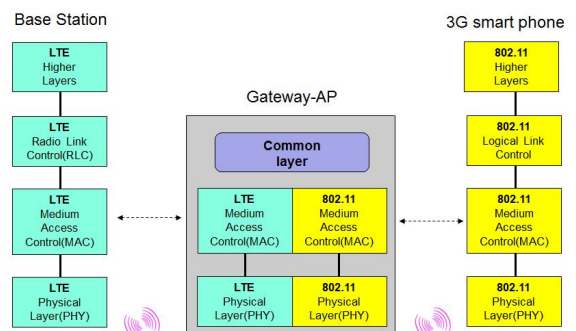 Base Station
LTE
Higher
Layers
LTE
Radio Link
Control(RLC)
LTE
Medium
Access
Control(MAC)
LTE
Physical
Layer(PHY)
Gateway-AP
Common
layer
LTE
Medium
Access
Control(MAC)
802.11
Medium
Access
Control(MAC)
LTE
Physical
Layer(PHY)
802.11
Physical
Layer(PHY)
3G smart phone
802.11
Higher
Layers
802.11
Logical Link
Control
802.11
Medium
Access
Control(MAC)
802.11
Physical
Layer(PHY)